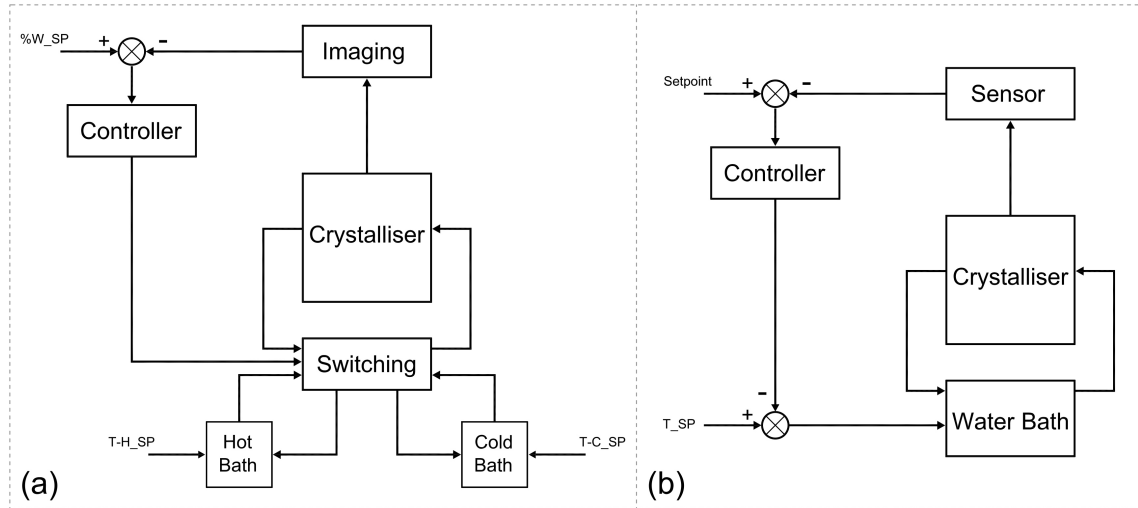 %W_SP
+
-
Imaging
Controller
Crystalliser
Switching
T-H_SP
Hot
Bath
Cold
Bath
T-C_SP
(a)
Setpoint
+
-
Sensor
Controller
Crystalliser
-
T_SP
+
Water Bath
(b)